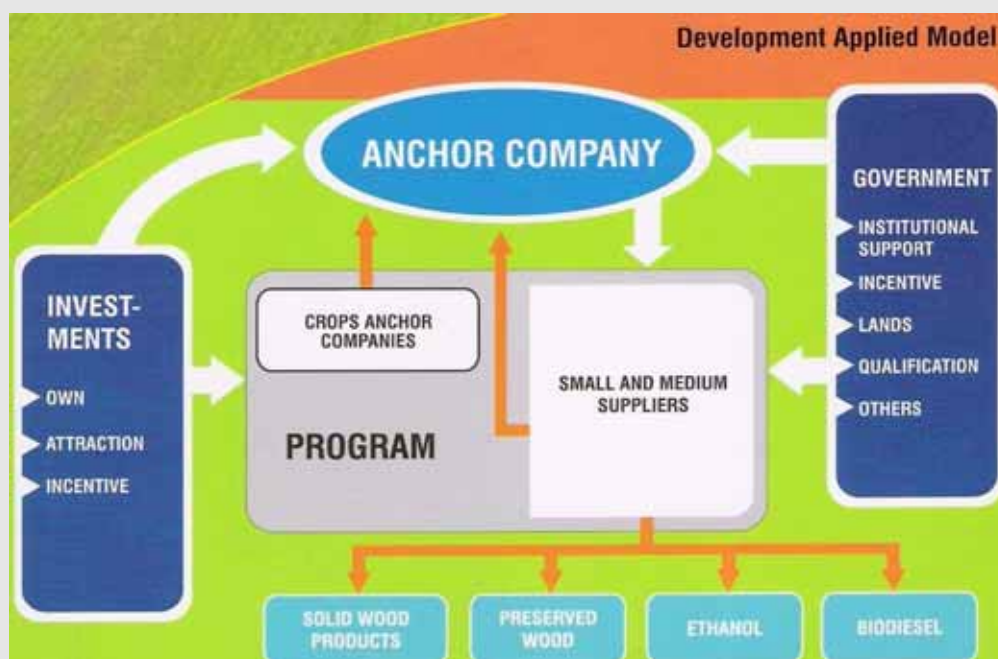 Development Applied Model
ANCHOR COMPANY
GOVERNMENT
INSTITUTIONAL
SUPPORT
INCENTIVE
LANDS
QUALIFICATION
OTHERS
INVEST-
MENTS
OWN
ATTRACTION
INCENTIVE
CROPS ANCHOR
COMPANIES
PROGRAM
SMALL AND MEDIUM
SUPPLIERS
SOLID WOOD
PRODUCTS
PRESERVED
WOOD
ETHANOL
BIODIESEL